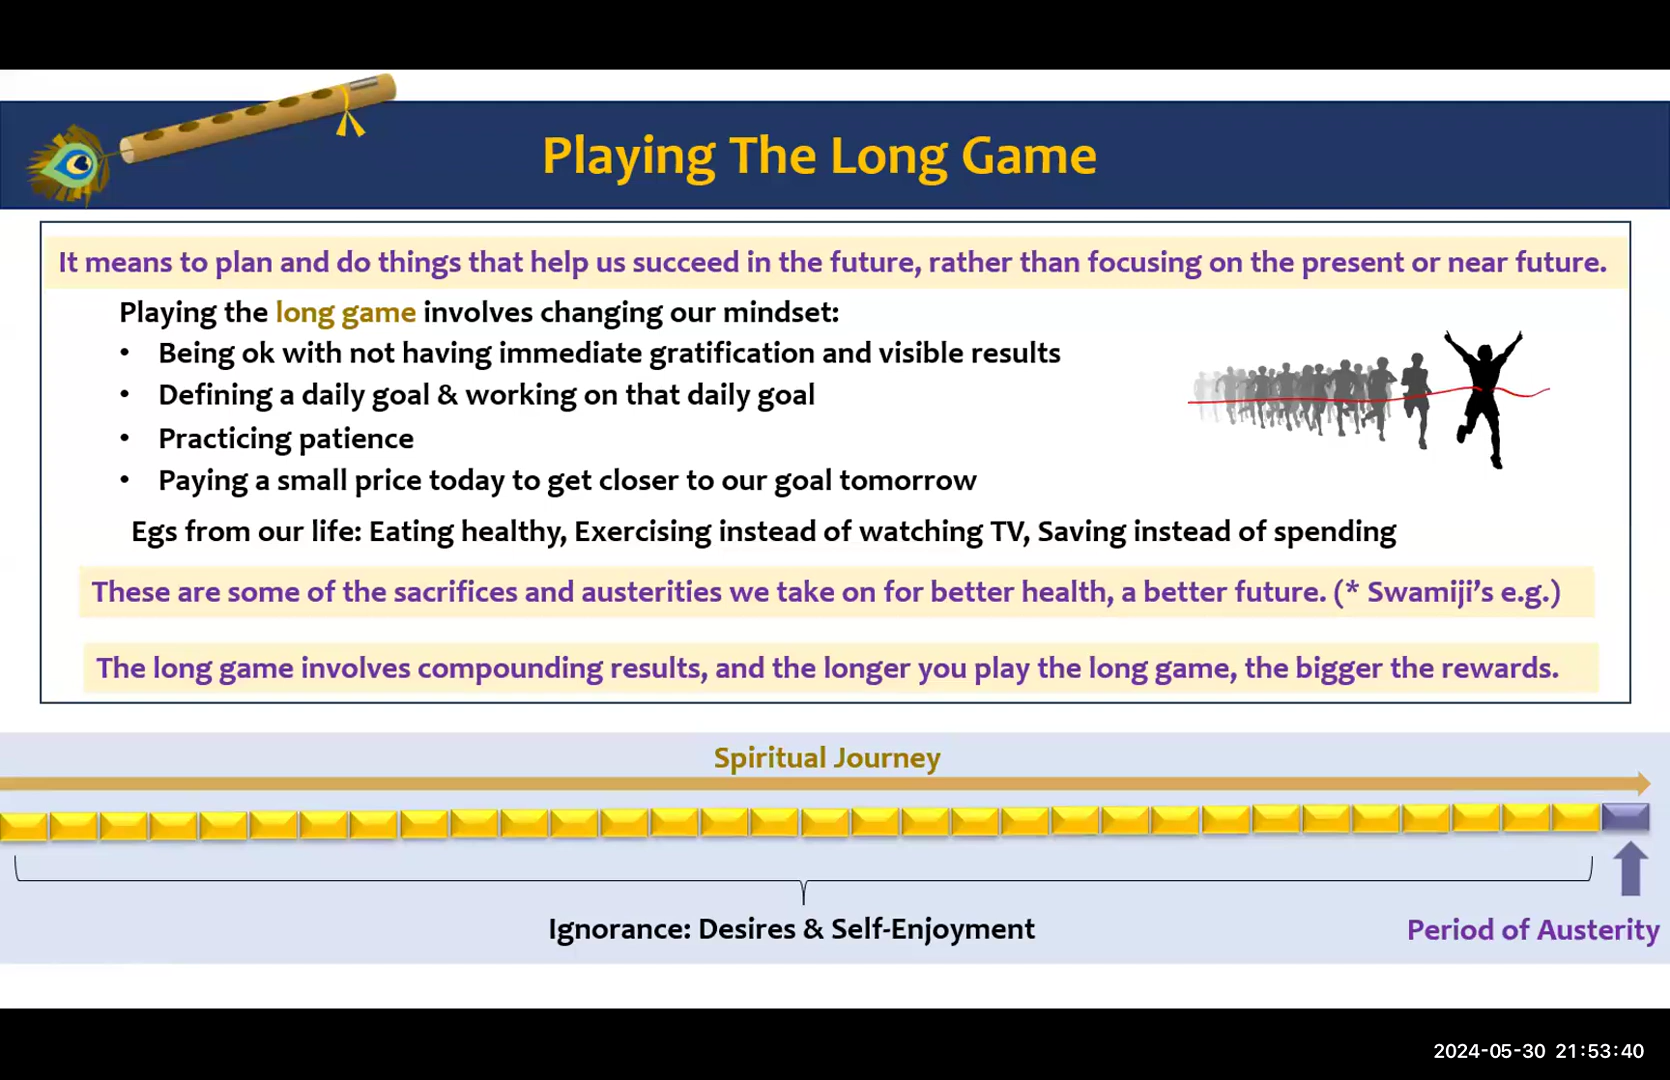 Playing The Long Game
It means to plan and do things that help us succeed in the future, rather than focusing on the present or near future.
Playing the long game involves changing our mindset:
• Being ok with not having immediate gratification and visible results
• Defining a daily goal & working on that daily goal
• Practicing patience
• Paying a small price today to get closer to our goal tomorrow
Egs from our life: Eating healthy, Exercising instead of watching TV, Saving instead of spending
These are some of the sacrifices and austerities we take on for better health, a better future. (* Swamiji’s e.g.)
The long game involves compounding results, and the longer you play the long game, the bigger the rewards.
Spiritual Journey
Ignorance: Desires & Self-Enjoyment
Period of Austerity
2024-05-30 21:53:40